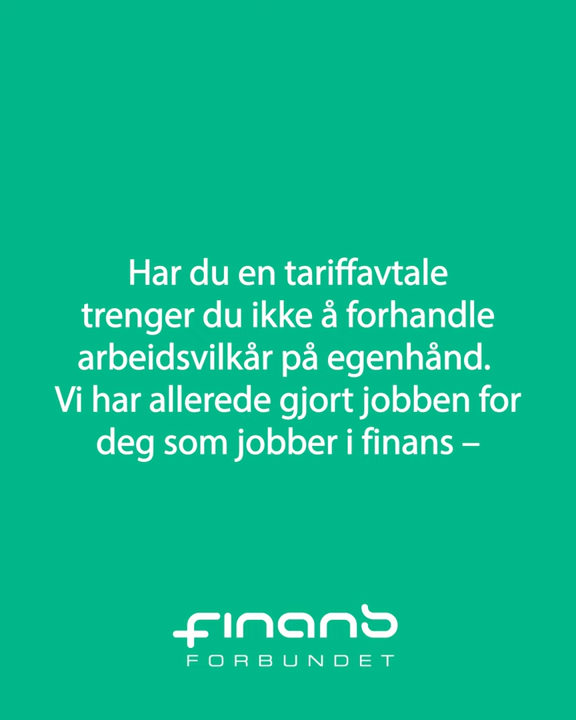 Har du en tariffavtale
trenger du ikke å forhandle
arbeidsvilkår på egenhånd.
Vi har allerede gjort jobben for
deg som jobber i finans –
finans
FORBUNDET